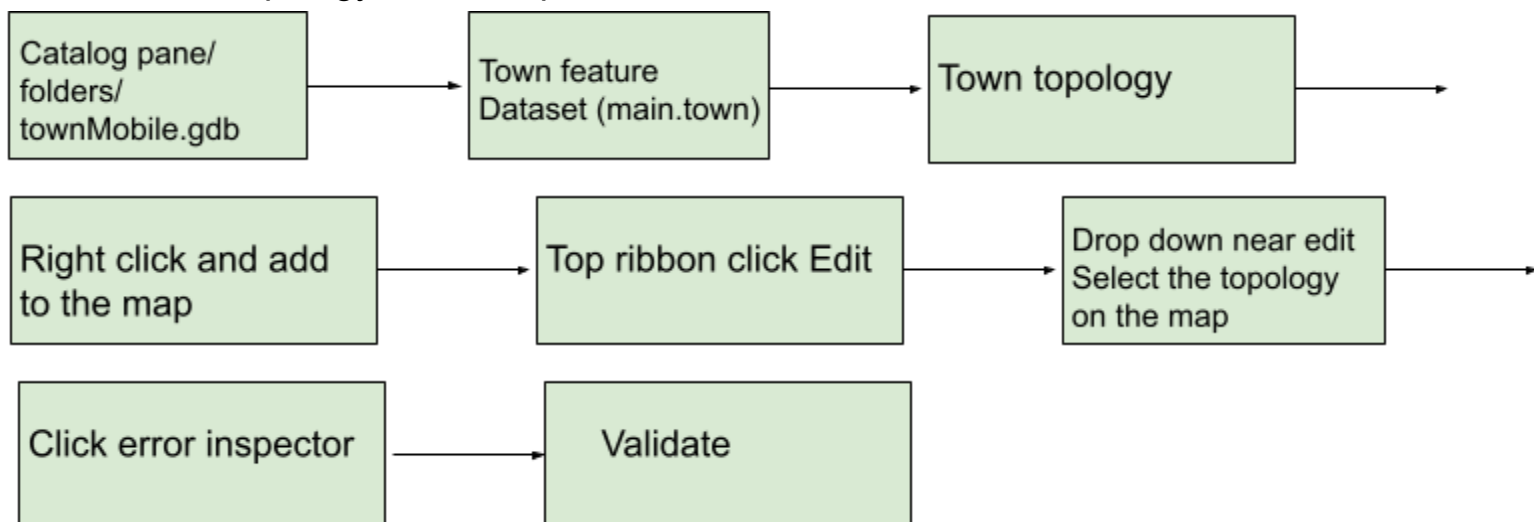 Catalog pane/
folders/
townMobile.gdb
Town feature
Dataset (main.town)
Town topology
Right click and add
to the map
Top ribbon click Edit
Drop down near edit
Select the topology
on the map
Click error inspector
Validate